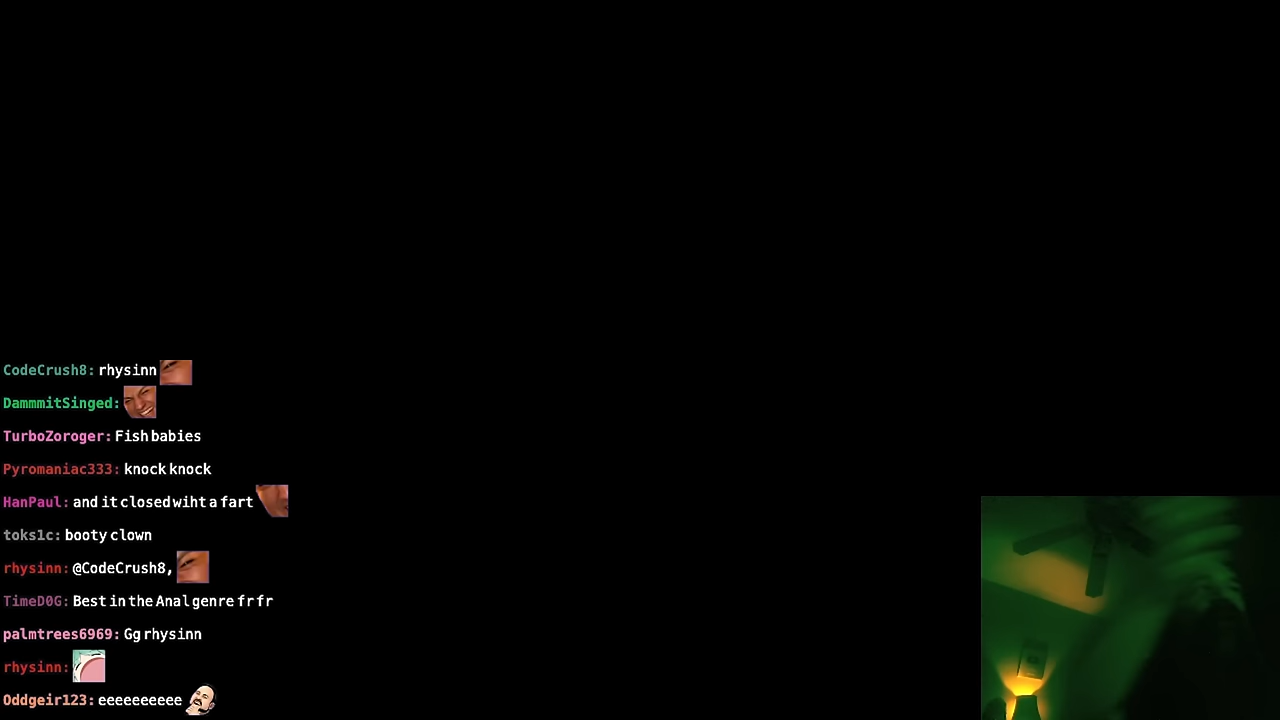 CodeCrush8: rhysinn
DammmitSinged:
TurboZoroger: Fish babies
Pyromaniac333: knock knock
HanPaul: and it closed wiht a fart
toks1c: booty clown
rhysinn: @CodeCrush8,
TimeD0G: Best in the Anal genre fr fr
palmtrees6969: Gg rhysinn
rhysinn:
Oddgeir123: eeeeeeeeee